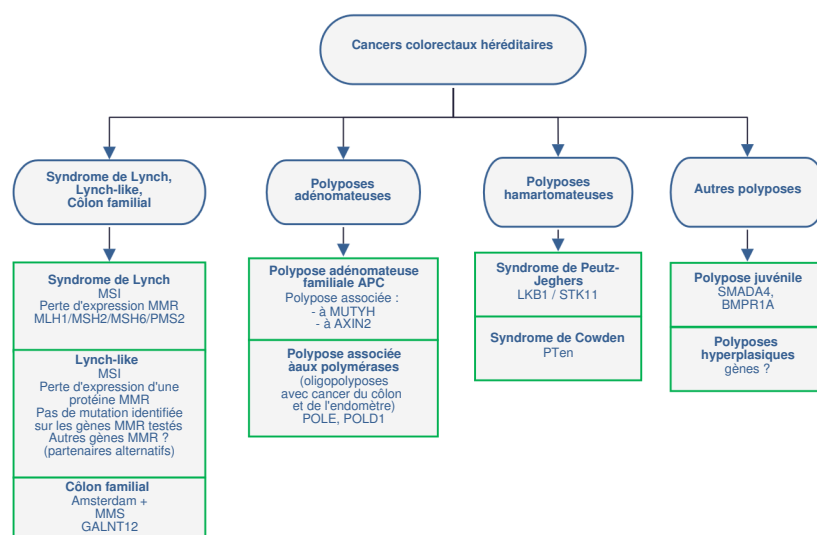 Cancers colorectaux héréditaires
Syndrome de Lynch,
Lynch-like,
Côlon familial
Polyposes
adénomateuses
Polyposes
hamartomateuses
Autres polyposes
Syndrome de Lynch
MSI
Perte d'expression MMR
MLH1/MSH2/MSH6/PMS2
Lynch-like
MSI
Perte d'expression d'une
protéine MMR
Pas de mutation identifiée
sur les gènes MMR testés
Autres gènes MMR ?
(partenaires alternatifs)
Côlon familial
Amsterdam +
MMS
GALNT12
Polypose adénomateuse
familiale APC
Polypose associée :
- à MUTYH
- à AXIN2
Polypose associée
àaux polymérases
(oligopolyposes
avec cancer du côlon
et de l'endomètre)
POLE, POLD1
Syndrome de Peutz-
Jeghers
LKB1 / STK11
Syndrome de Cowden
PTen
Polypose juvénile
SMADA4,
BMPR1A
Polyposes
hyperplasiques
gènes ?